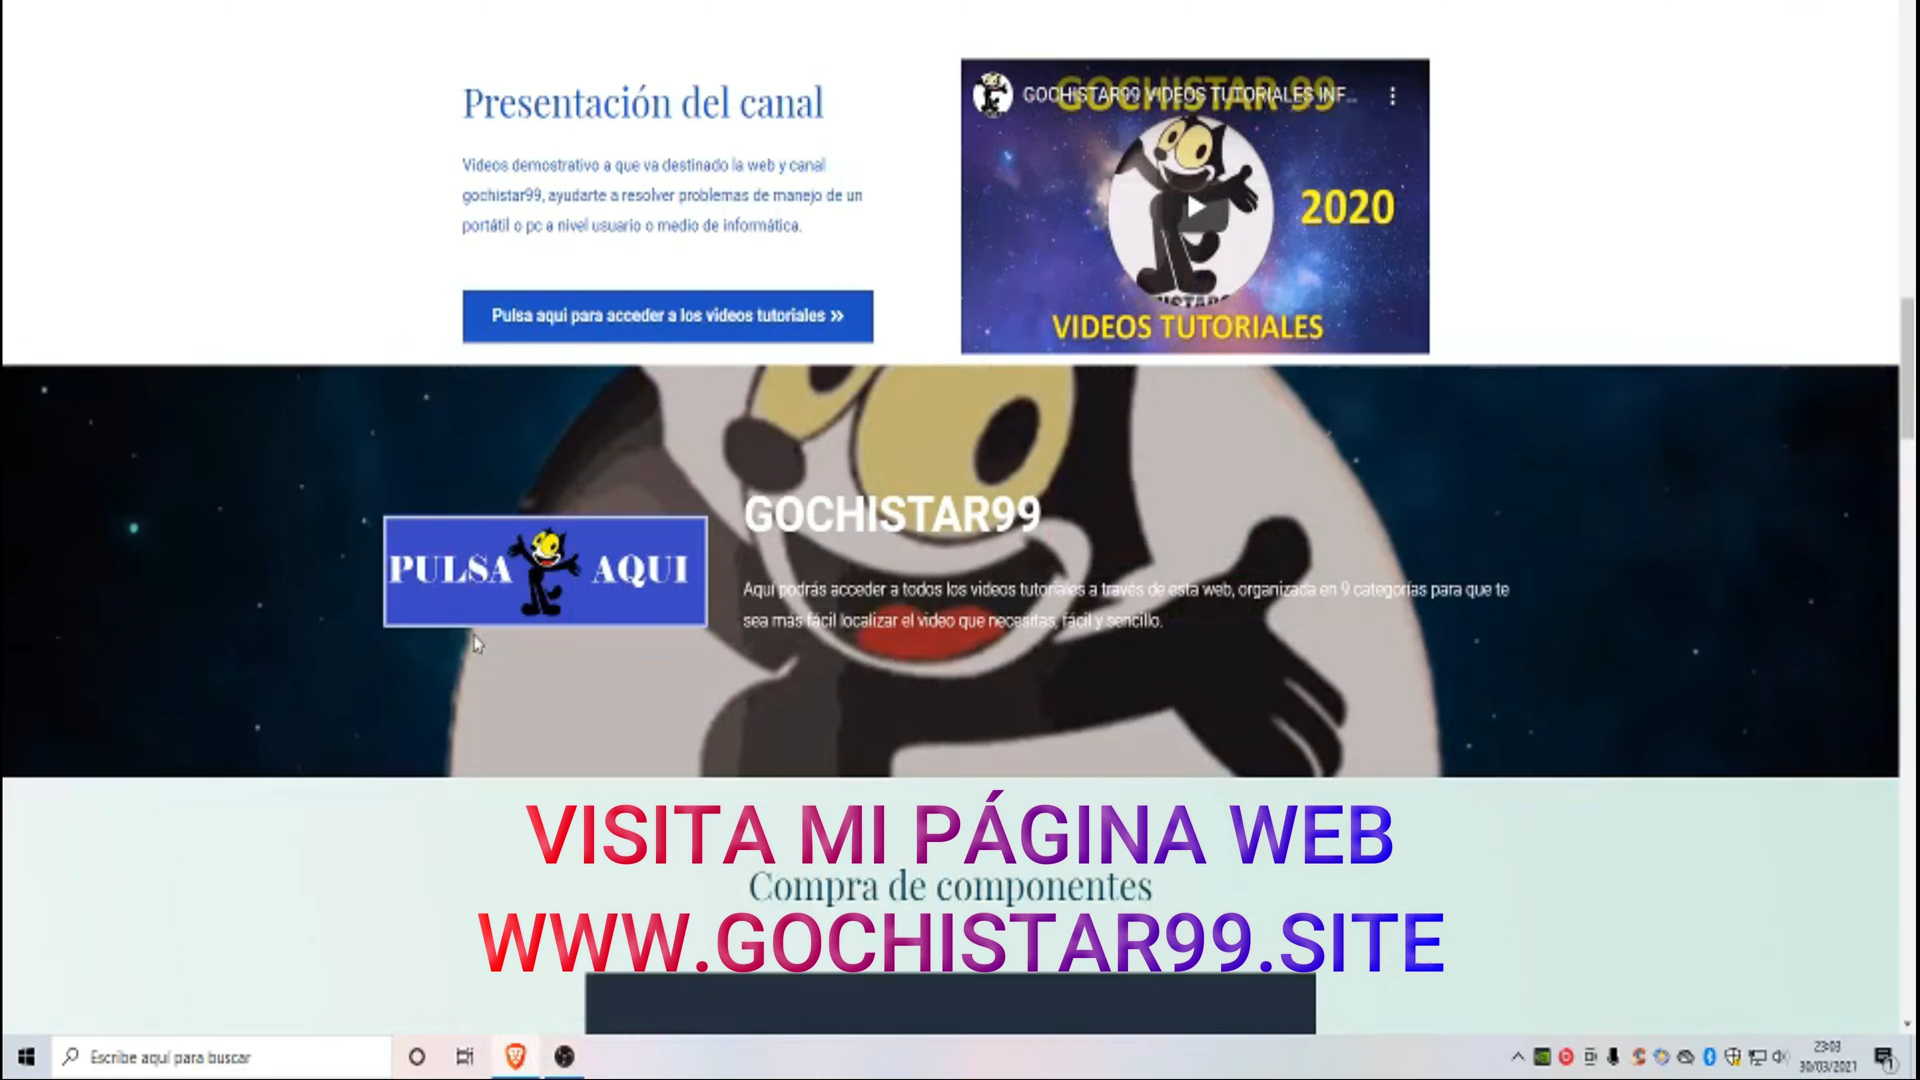 Presentación del canal
Videos demostrativo a que va destinado la web y canal
gochistar99, ayudarte a resolver problemas de manejo de un
portátil o pc a nivel usuario o medio de informática.
Pulsa aqui para acceder a los videos tutoriales »
GOCHISTAR 99
GOCHISTAR99 VIDEOS TUTORIALES INF...
2020
VIDEOS TUTORIALES
PULSA AQUI
GOCHISTAR99
Aquí podrás acceder a todos los videos tutoriales a través de esta web, organizada en 9 categorías para que te
sea más fácil localizar el video que necesitas, fácil y sencillo.
VISITA MI PÁGINA WEB
Compra de componentes
WWW.GOCHISTAR99.SITE
Escribe aquí para buscar
23:03
30/03/2021
1